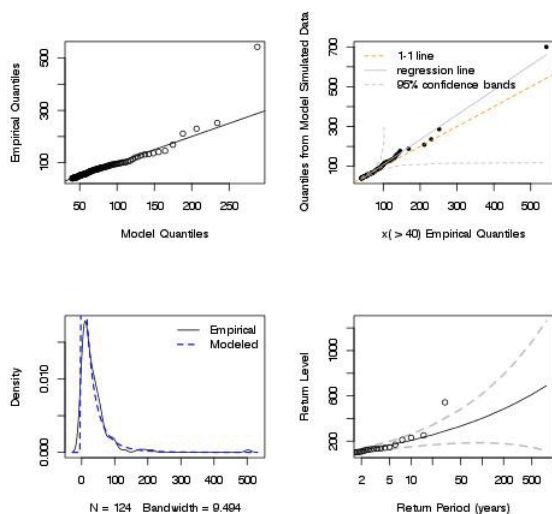 Empirical Quantiles
500
300
100
50 100 150 200 250
Model Quantiles
Quantiles from Model Simulated Data
700
500
300
100
1-1 line
regression line
95% confidence bands
100 200 300 400 500
x( > 40) Empirical Quantiles
Density
0.010
0.000
Empirical
Modeled
0 100 200 300 400 500
N = 124 Bandwidth = 9.494
Return Level
1000
600
200
2 5 10 20 50 100 200 500
Return Period (years)